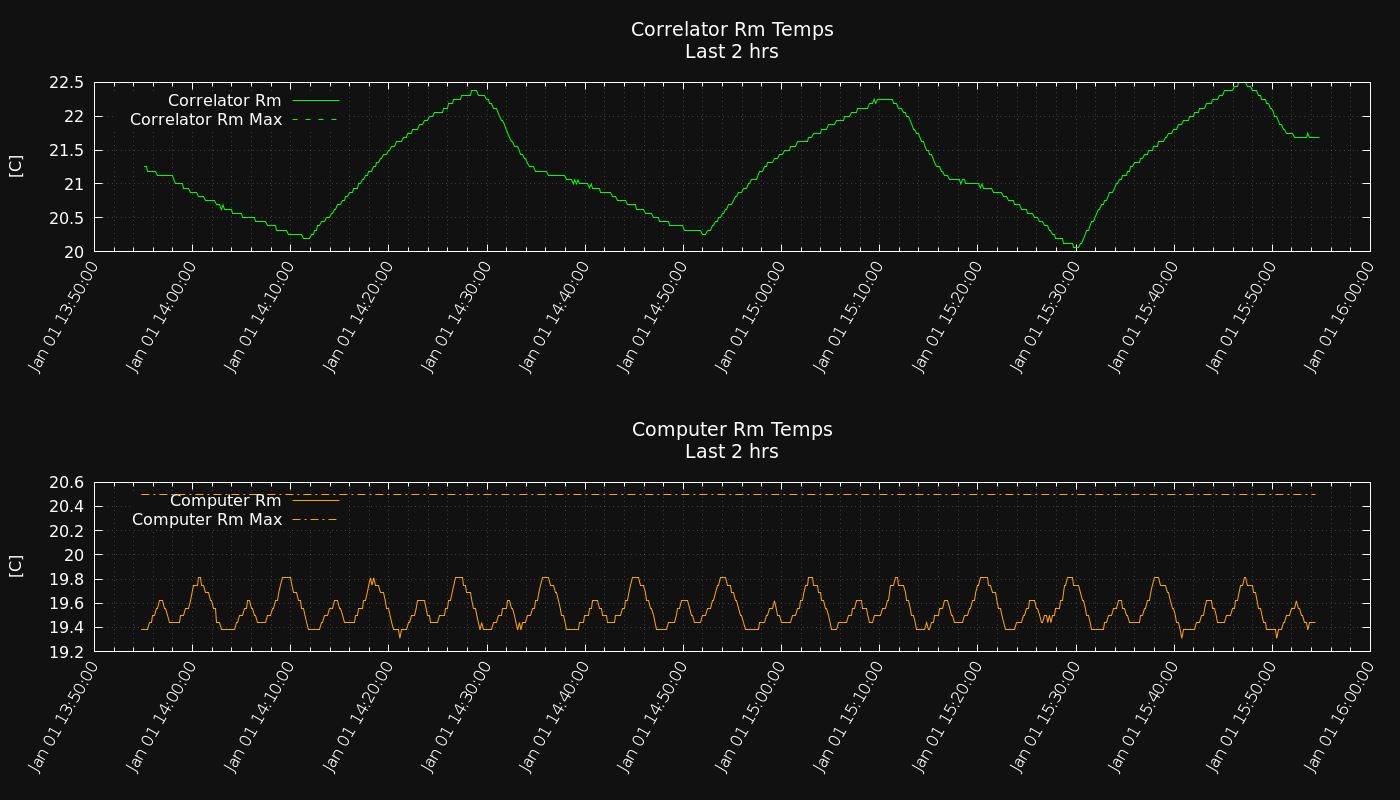 Correlator Rm Temps
Last 2 hrs
[C]
22.5
22
21.5
21
20.5
20
Correlator Rm
Correlator Rm Max
Jan 01 13:50:00
Jan 01 14:00:00
Jan 01 14:10:00
Jan 01 14:20:00
Jan 01 14:30:00
Jan 01 14:40:00
Jan 01 14:50:00
Jan 01 15:00:00
Jan 01 15:10:00
Jan 01 15:20:00
Jan 01 15:30:00
Jan 01 15:40:00
Jan 01 15:50:00
Jan 01 16:00:00
Computer Rm Temps
Last 2 hrs
[C]
20.6
20.4
20.2
20
19.8
19.6
19.4
19.2
Computer Rm
Computer Rm Max
Jan 01 13:50:00
Jan 01 14:00:00
Jan 01 14:10:00
Jan 01 14:20:00
Jan 01 14:30:00
Jan 01 14:40:00
Jan 01 14:50:00
Jan 01 15:00:00
Jan 01 15:10:00
Jan 01 15:20:00
Jan 01 15:30:00
Jan 01 15:40:00
Jan 01 15:50:00
Jan 01 16:00:00